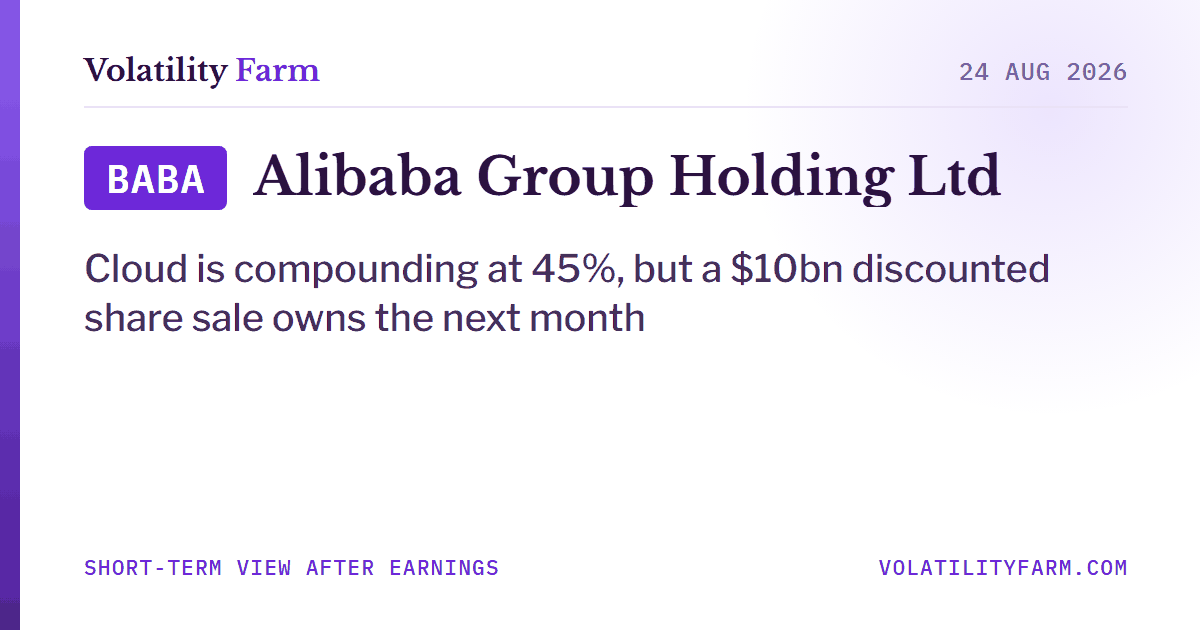 Volatility Farm
24 AUG 2026
BABA Alibaba Group Holding Ltd
Cloud is compounding at 45%, but a $10bn discounted
share sale owns the next month
SHORT-TERM VIEW AFTER EARNINGS
VOLATILITYFARM.COM